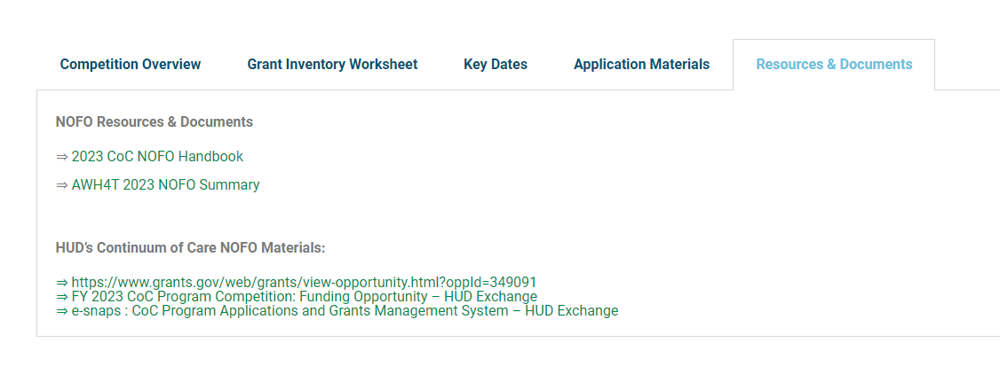 Competition Overview Grant Inventory Worksheet Key Dates Application Materials Resources & Documents
NOFO Resources & Documents
⇒ 2023 CoC NOFO Handbook
⇒ AWH4T 2023 NOFO Summary
HUD’s Continuum of Care NOFO Materials:
⇒ https://www.grants.gov/web/grants/view-opportunity.html?oppId=349091
⇒ FY 2023 CoC Program Competition: Funding Opportunity – HUD Exchange
⇒ e-snaps : CoC Program Applications and Grants Management System – HUD Exchange